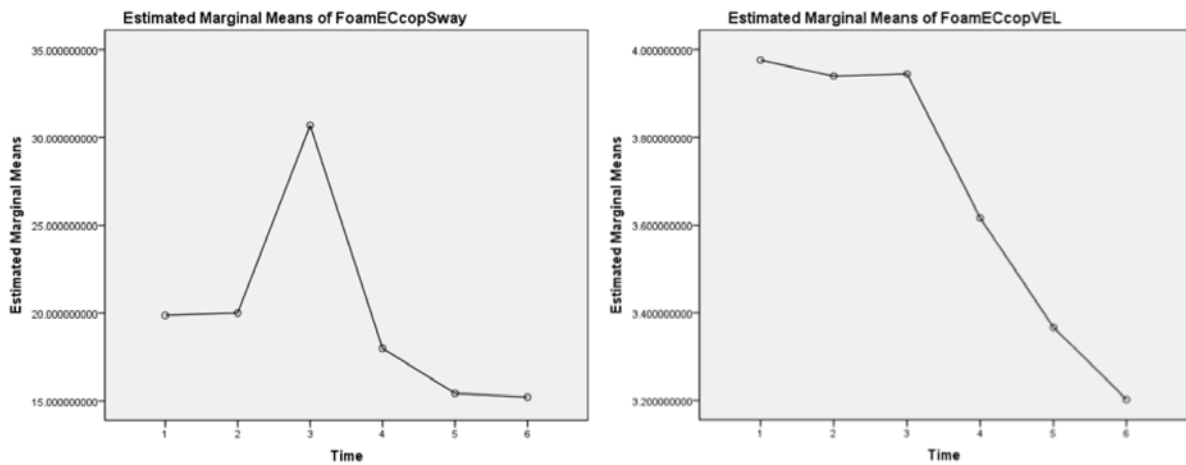 Estimated Marginal Means of FoamECcopSway
Estimated Marginal Means
35.000000000
30.000000000
25.000000000
20.000000000
15.000000000
1 2 3 4 5 6
Time
Estimated Marginal Means of FoamECcopVEL
Estimated Marginal Means
4.000000000
3.800000000
3.600000000
3.400000000
3.200000000
1 2 3 4 5 6
Time